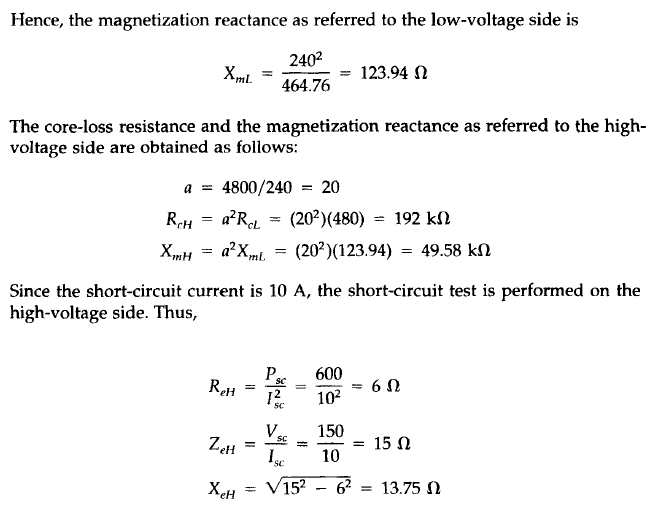 Hence, the magnetization reactance as referred to the low-voltage side is
X_mL = 240² / 464.76 = 123.94 Ω
The core-loss resistance and the magnetization reactance as referred to the high-
voltage side are obtained as follows:
a = 4800/240 = 20
R_cH = a²R_cL = (20²)(480) = 192 kΩ
X_mH = a²X_mL = (20²)(123.94) = 49.58 kΩ
Since the short-circuit current is 10 A, the short-circuit test is performed on the
high-voltage side. Thus,
R_eH = P_sc / I²_sc = 600 / 10² = 6 Ω
Z_eH = V_sc / I_sc = 150 / 10 = 15 Ω
X_eH = √(15² − 6²) = 13.75 Ω